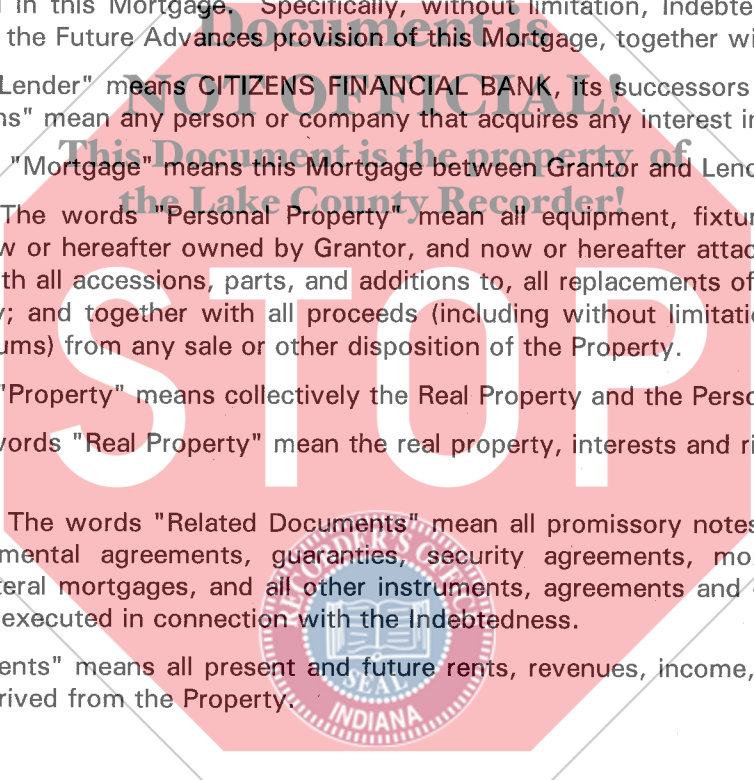 in this Mortgage. Specifically, without limitation, Indebte
the Future Advances provision of this Mortgage, together wi
Document is
Lender" means CITIZENS FINANCIAL BANK, its successors
NOT OFFICIAL!
ns" mean any person or company that acquires any interest in
This Document is the property of
"Mortgage" means this Mortgage between Grantor and Lend
the Lake County Recorder!
The words "Personal Property" mean all equipment, fixtur
w or hereafter owned by Grantor, and now or hereafter attac
th all accessions, parts, and additions to, all replacements of
y; and together with all proceeds (including without limitatio
ums) from any sale or other disposition of the Property.
"Property" means collectively the Real Property and the Perso
STOP
words "Real Property" mean the real property, interests and ri
The words "Related Documents" mean all promissory notes
mental agreements, guaranties, security agreements, mo
teral mortgages, and all other instruments, agreements and
executed in connection with the Indebtedness.
ents" means all present and future rents, revenues, income,
rived from the Property.
RECORDER'S OFFICE
SEAL
INDIANA